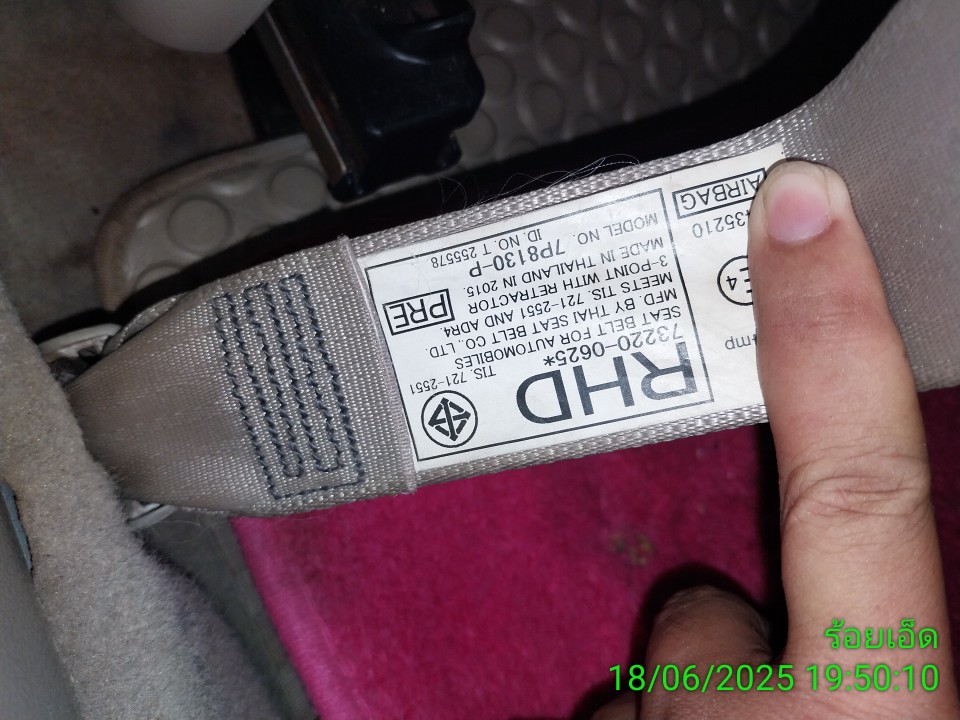 RHD
TIS. 721-2551
73220-0625*
SEAT BELT FOR AUTOMOBILES
MFD. BY THAI SEAT BELT CO., LTD.
MEETS TIS. 721-2551 AND ADR4,
3-POINT WITH RETRACTOR
MADE IN THAILAND IN 2015.
PRE
MODEL NO. 7P8130-P
ID. NO. T 255578
E4
35210
AIRBAG
ร้อยเอ็ด
18/06/2025 19:50:10